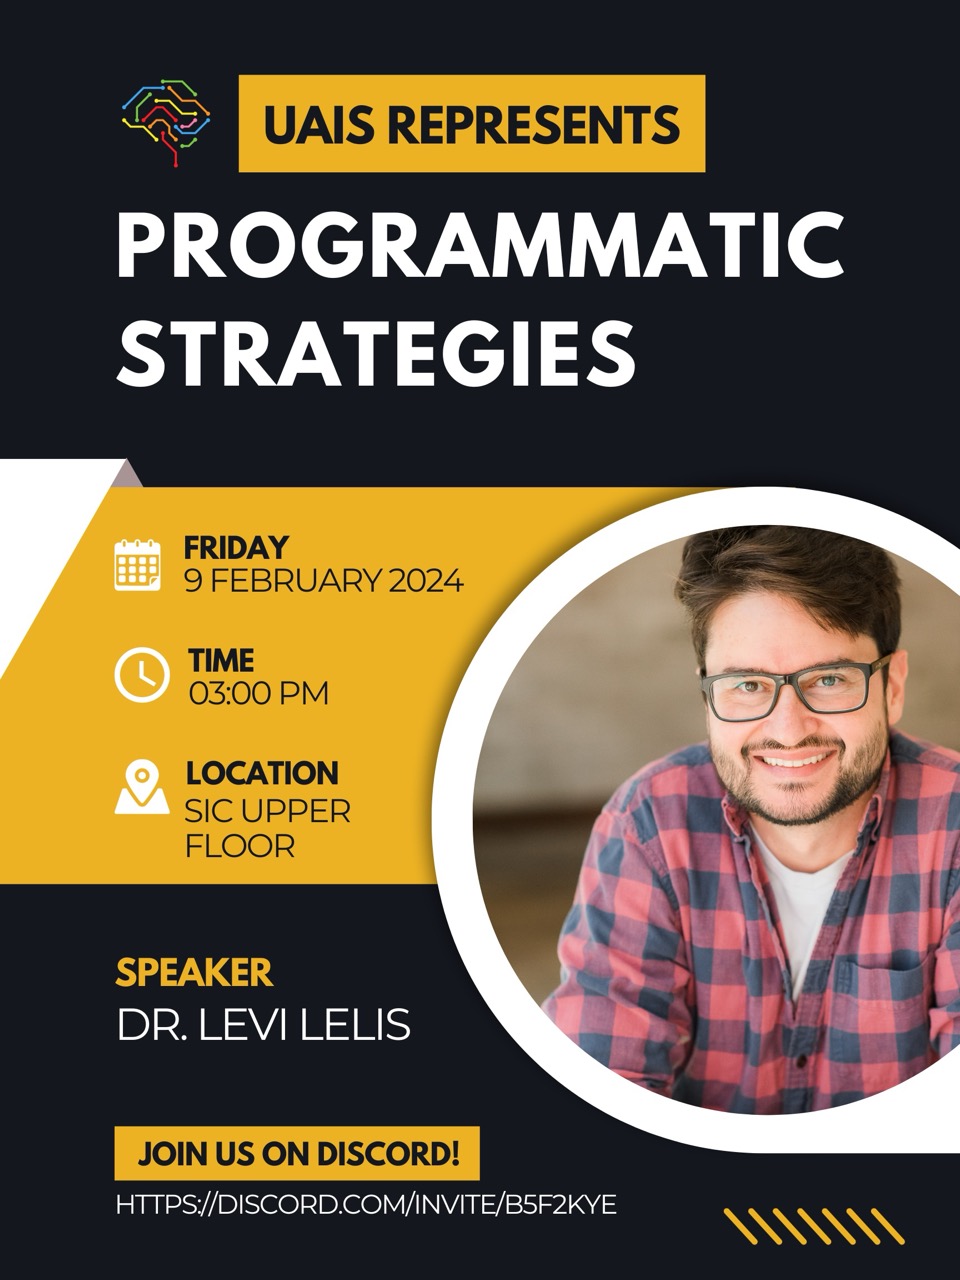 UAIS REPRESENTS
PROGRAMMATIC
STRATEGIES
FRIDAY
9 FEBRUARY 2024
TIME
03:00 PM
LOCATION
SIC UPPER
FLOOR
SPEAKER
DR. LEVI LELIS
JOIN US ON DISCORD!
HTTPS://DISCORD.COM/INVITE/B5F2KYE